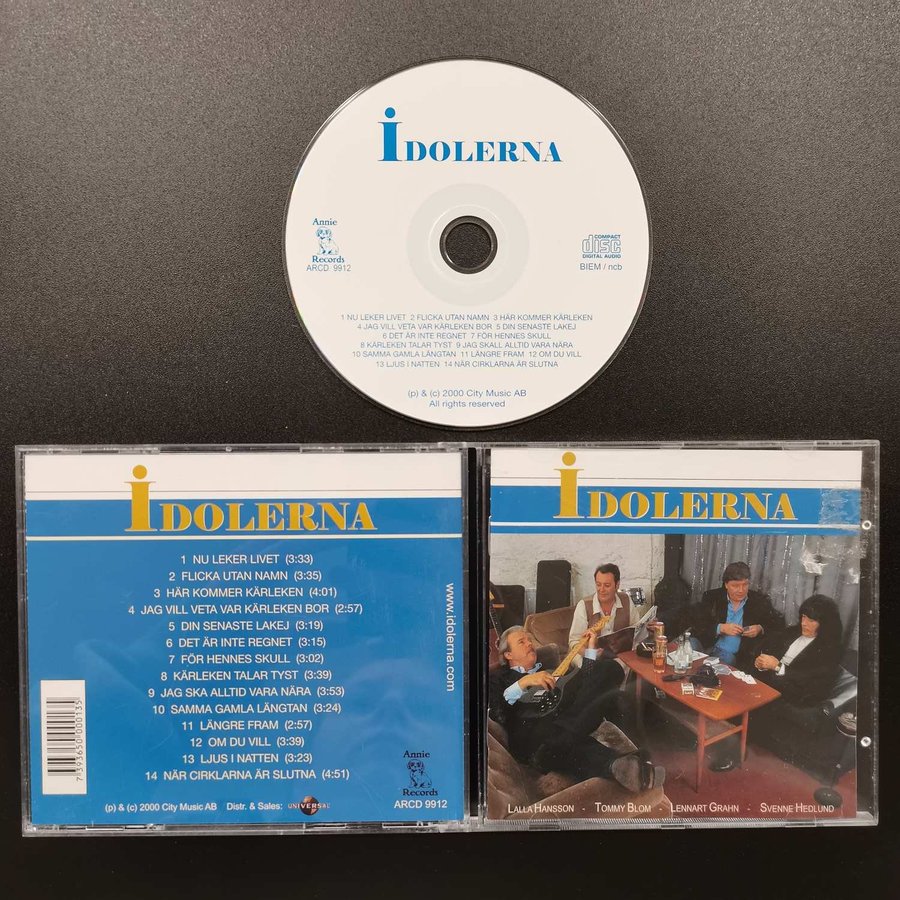 iDOLERNA
Annie
Records
ARCD 9912
COMPACT
disc
DIGITAL AUDIO
BIEM / ncb
1 NU LEKER LIVET 2 FLICKA UTAN NAMN 3 HÄR KOMMER KÄRLEKEN
4 JAG VILL VETA VAR KÄRLEKEN BOR 5 DIN SENASTE LAKEJ
6 DET ÄR INTE REGNET 7 FÖR HENNES SKULL
8 KÄRLEKEN TALAR TYST 9 JAG SKALL ALLTID VARA NÄRA
10 SAMMA GAMLA LÄNGTAN 11 LÄNGRE FRAM 12 OM DU VILL
13 LJUS I NATTEN 14 NÄR CIRKLARNA ÄR SLUTNA
(p) & (c) 2000 City Music AB
All rights reserved
iDOLERNA
1 NU LEKER LIVET (3:33)
2 FLICKA UTAN NAMN (3:35)
3 HÄR KOMMER KÄRLEKEN (4:01)
4 JAG VILL VETA VAR KÄRLEKEN BOR (2:57)
5 DIN SENASTE LAKEJ (3:19)
6 DET ÄR INTE REGNET (3:15)
7 FÖR HENNES SKULL (3:02)
8 KÄRLEKEN TALAR TYST (3:39)
9 JAG SKA ALLTID VARA NÄRA (3:53)
10 SAMMA GAMLA LÄNGTAN (3:24)
11 LÄNGRE FRAM (2:57)
12 OM DU VILL (3:39)
13 LJUS I NATTEN (3:23)
14 NÄR CIRKLARNA ÄR SLUTNA (4:51)
www.idolerna.com
7 393650 000135
(p) & (c) 2000 City Music AB Distr. & Sales: UNIVERSAL
Annie
Records
ARCD 9912
iDOLERNA
LALLA HANSSON - TOMMY BLOM - LENNART GRAHN - SVENNE HEDLUND